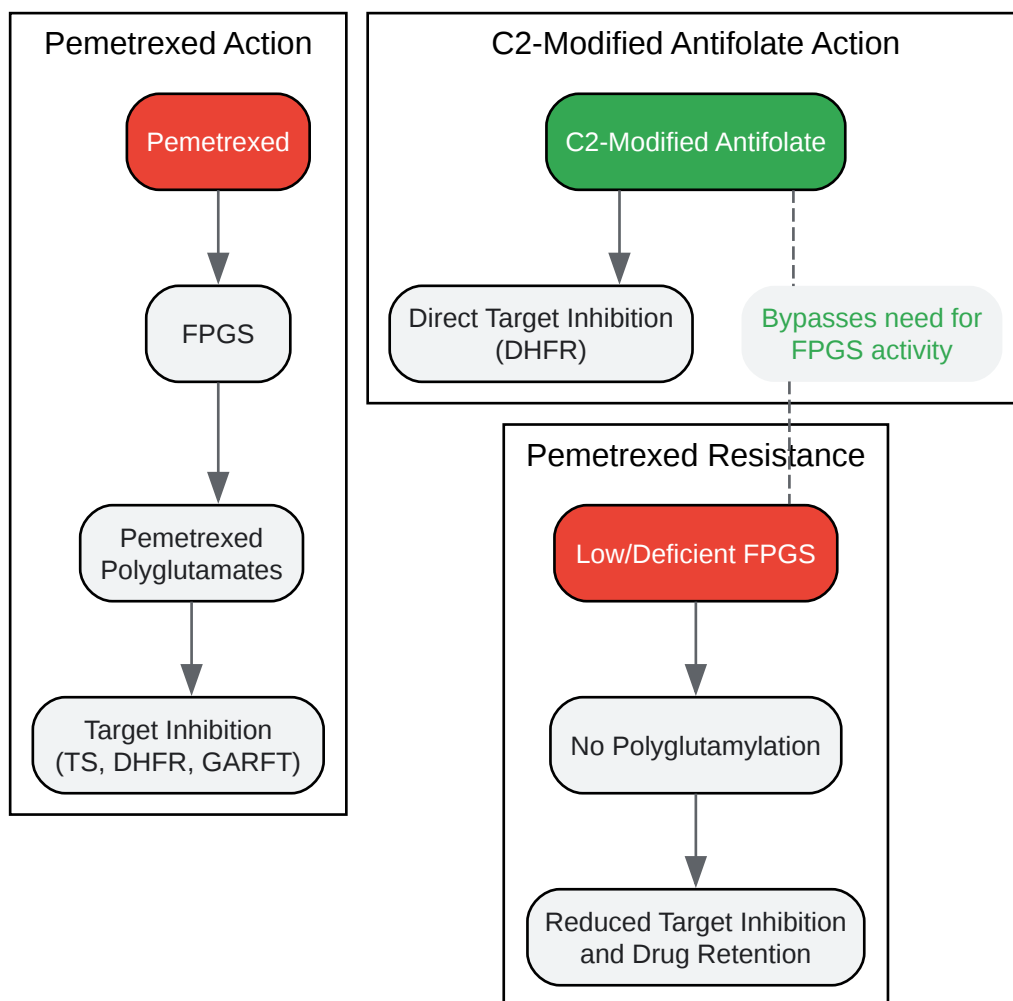 Pemetrexed Action
Pemetrexed
FPGS
Pemetrexed
Polyglutamates
Target Inhibition
(TS, DHFR, GARFT)
C2-Modified Antifolate Action
C2-Modified Antifolate
Direct Target Inhibition
(DHFR)
Bypasses need for
FPGS activity
Pemetrexed Resistance
Low/Deficient FPGS
No Polyglutamylation
Reduced Target Inhibition
and Drug Retention